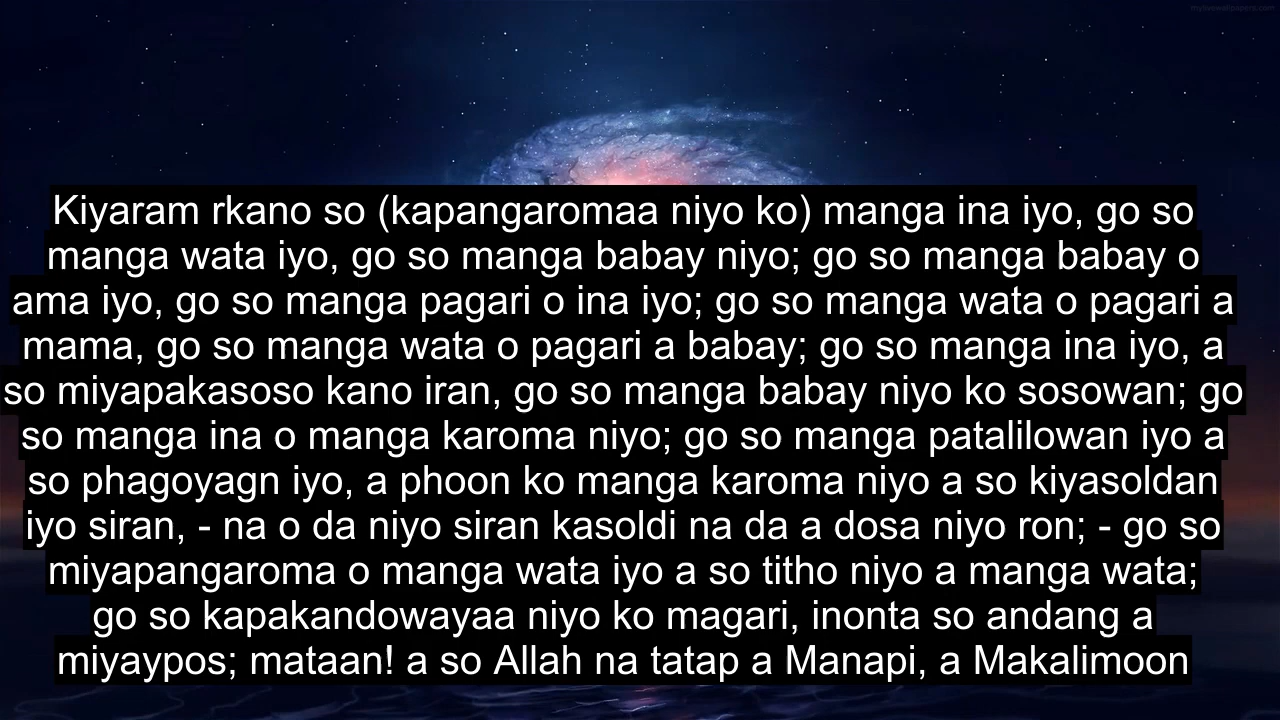 Kiyaram rkano so (kapangaromaa niyo ko) manga ina iyo, go so
manga wata iyo, go so manga babay niyo; go so manga babay o
ama iyo, go so manga pagari o ina iyo; go so manga wata o pagari a
mama, go so manga wata o pagari a babay; go so manga ina iyo, a
so miyapakasoso kano iran, go so manga babay niyo ko sosowan; go
so manga ina o manga karoma niyo; go so manga patalilowan iyo a
so phagoyagn iyo, a phoon ko manga karoma niyo a so kiyasoldan
iyo siran, - na o da niyo siran kasoldi na da a dosa niyo ron; - go so
miyapangaroma o manga wata iyo a so titho niyo a manga wata;
go so kapakandowayaa niyo ko magari, inonta so andang a
miyaypos; mataan! a so Allah na tatap a Manapi, a Makalimoon